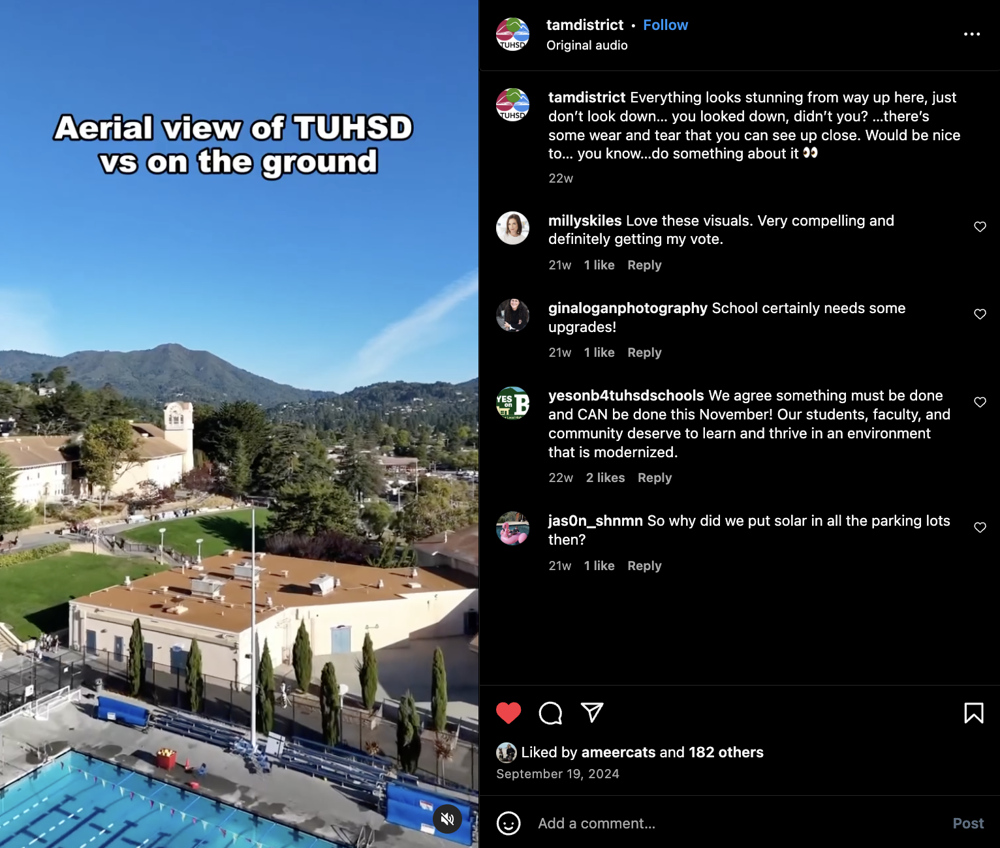 Aerial view of TUHSD
vs on the ground
TUHSD
tamdistrict • Follow
Original audio
TUHSD
tamdistrict Everything looks stunning from way up here, just
don’t look down... you looked down, didn’t you? ...there’s
some wear and tear that you can see up close. Would be nice
to... you know...do something about it 👀
22w
millyskiles Love these visuals. Very compelling and
definitely getting my vote.
21w 1 like Reply
ginaloganphotography School certainly needs some
upgrades!
21w 1 like Reply
YES
on B
yesonb4tuhsdschools We agree something must be done
and CAN be done this November! Our students, faculty, and
community deserve to learn and thrive in an environment
that is modernized.
22w 2 likes Reply
jas0n_shnmn So why did we put solar in all the parking lots
then?
21w 1 like Reply
Liked by ameercats and 182 others
September 19, 2024
Add a comment...
Post